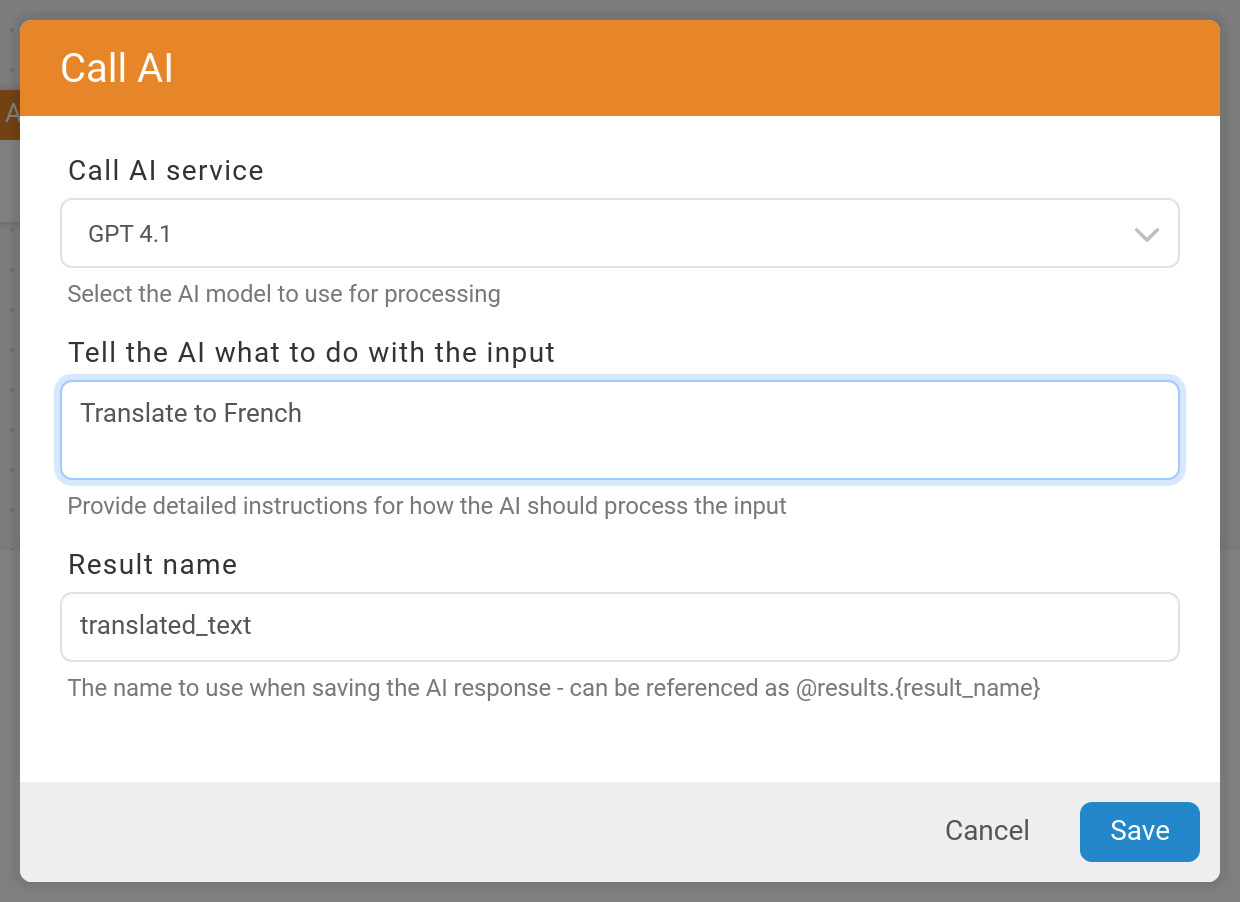 Call AI
A
Call AI service
GPT 4.1
Select the AI model to use for processing
Tell the AI what to do with the input
Translate to French
Provide detailed instructions for how the AI should process the input
Result name
translated_text
The name to use when saving the AI response - can be referenced as @results.{result_name}
Cancel
Save